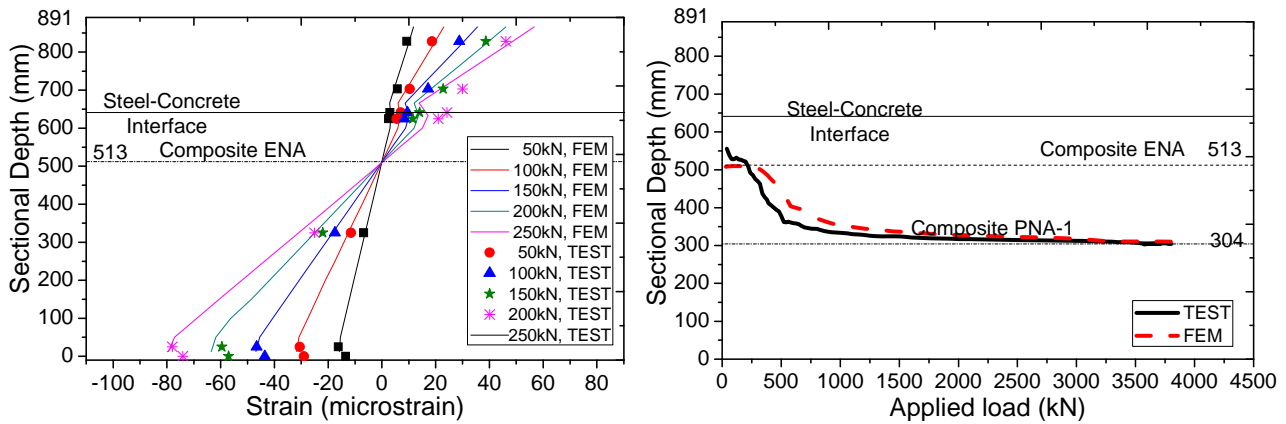 891
800
700
600
500
400
300
200
100
0
Sectional Depth (mm)
Steel-Concrete
Interface
513
Composite ENA
50kN, FEM
100kN, FEM
150kN, FEM
200kN, FEM
250kN, FEM
50kN, TEST
100kN, TEST
150kN, TEST
200kN, TEST
250kN, TEST
-100 -80 -60 -40 -20 0 20 40 60 80
Strain (microstrain)
891
800
700
600
500
400
300
200
100
0
Sectional Depth (mm)
Steel-Concrete
Interface
Composite ENA
513
Composite PNA-1
304
TEST
FEM
0 500 1000 1500 2000 2500 3000 3500 4000 4500
Applied load (kN)